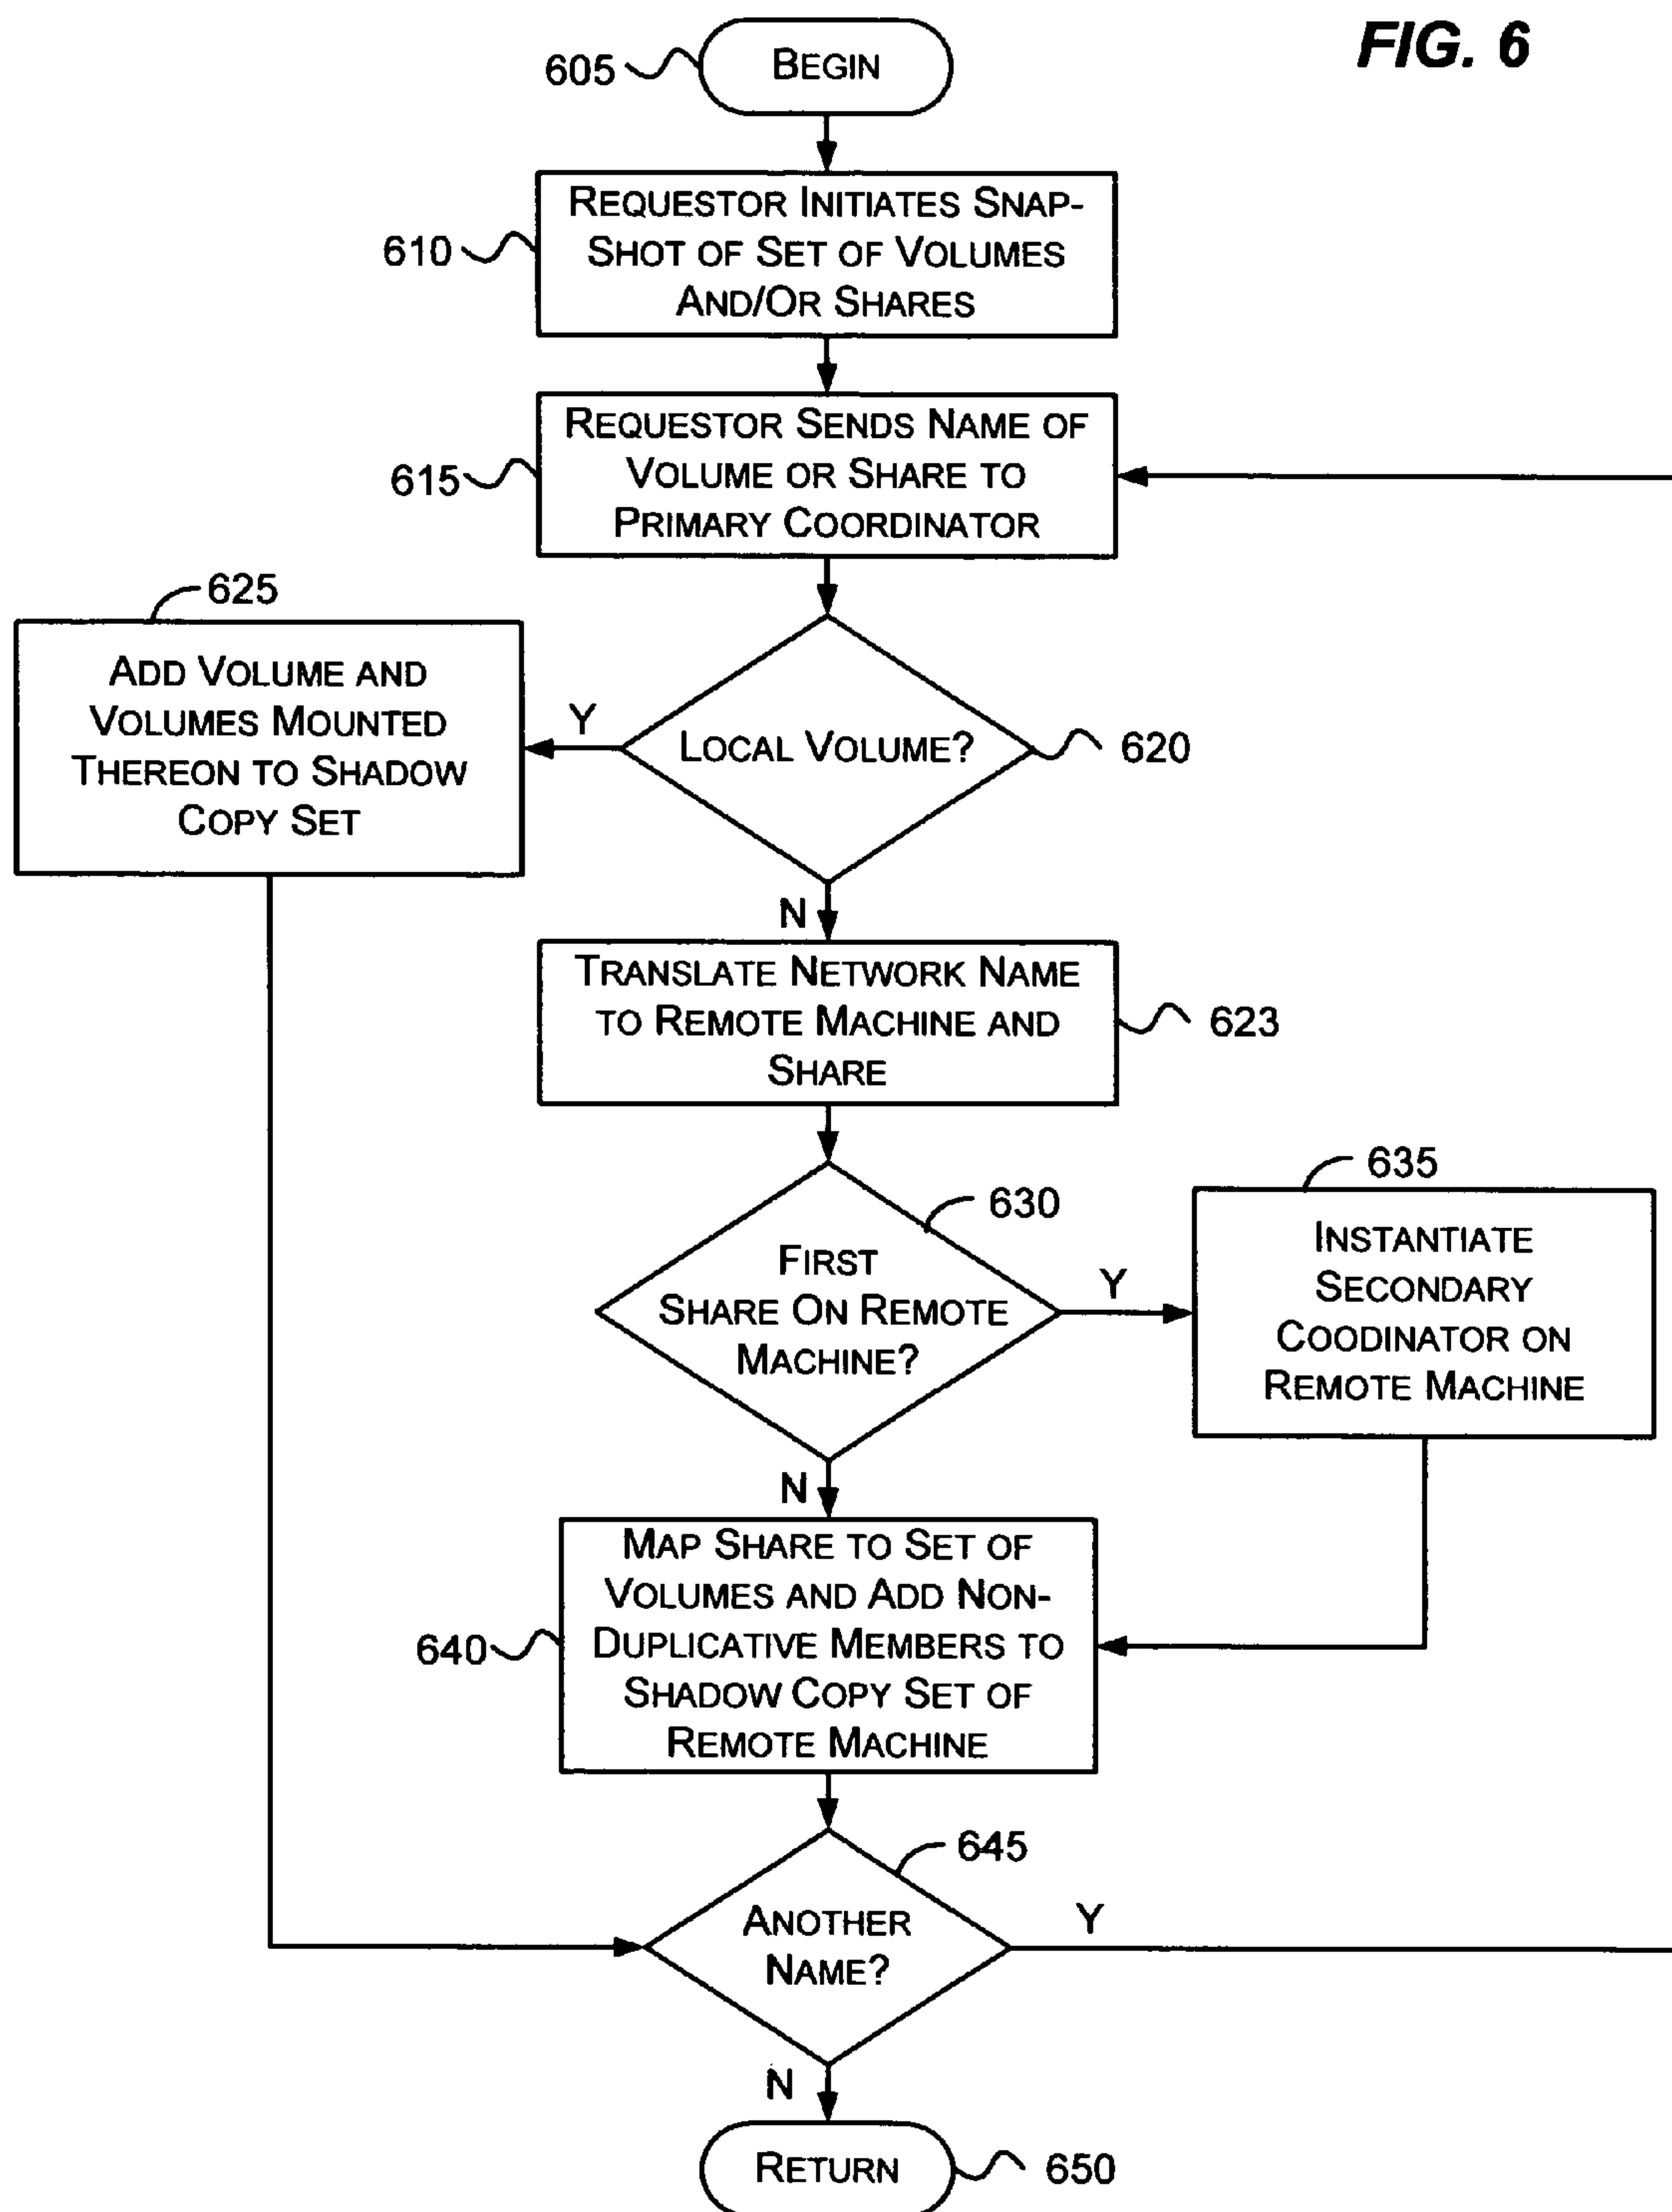 FIG. 6
605
BEGIN
610
REQUESTOR INITIATES SNAP-
SHOT OF SET OF VOLUMES
AND/OR SHARES
615
REQUESTOR SENDS NAME OF
VOLUME OR SHARE TO
PRIMARY COORDINATOR
625
ADD VOLUME AND
VOLUMES MOUNTED
THEREON TO SHADOW
COPY SET
Y
LOCAL VOLUME?
620
N
TRANSLATE NETWORK NAME
TO REMOTE MACHINE AND
SHARE
623
630
FIRST
SHARE ON REMOTE
MACHINE?
Y
635
INSTANTIATE
SECONDARY
COODINATOR ON
REMOTE MACHINE
N
640
MAP SHARE TO SET OF
VOLUMES AND ADD NON-
DUPLICATIVE MEMBERS TO
SHADOW COPY SET OF
REMOTE MACHINE
645
ANOTHER
NAME?
Y
N
RETURN
650